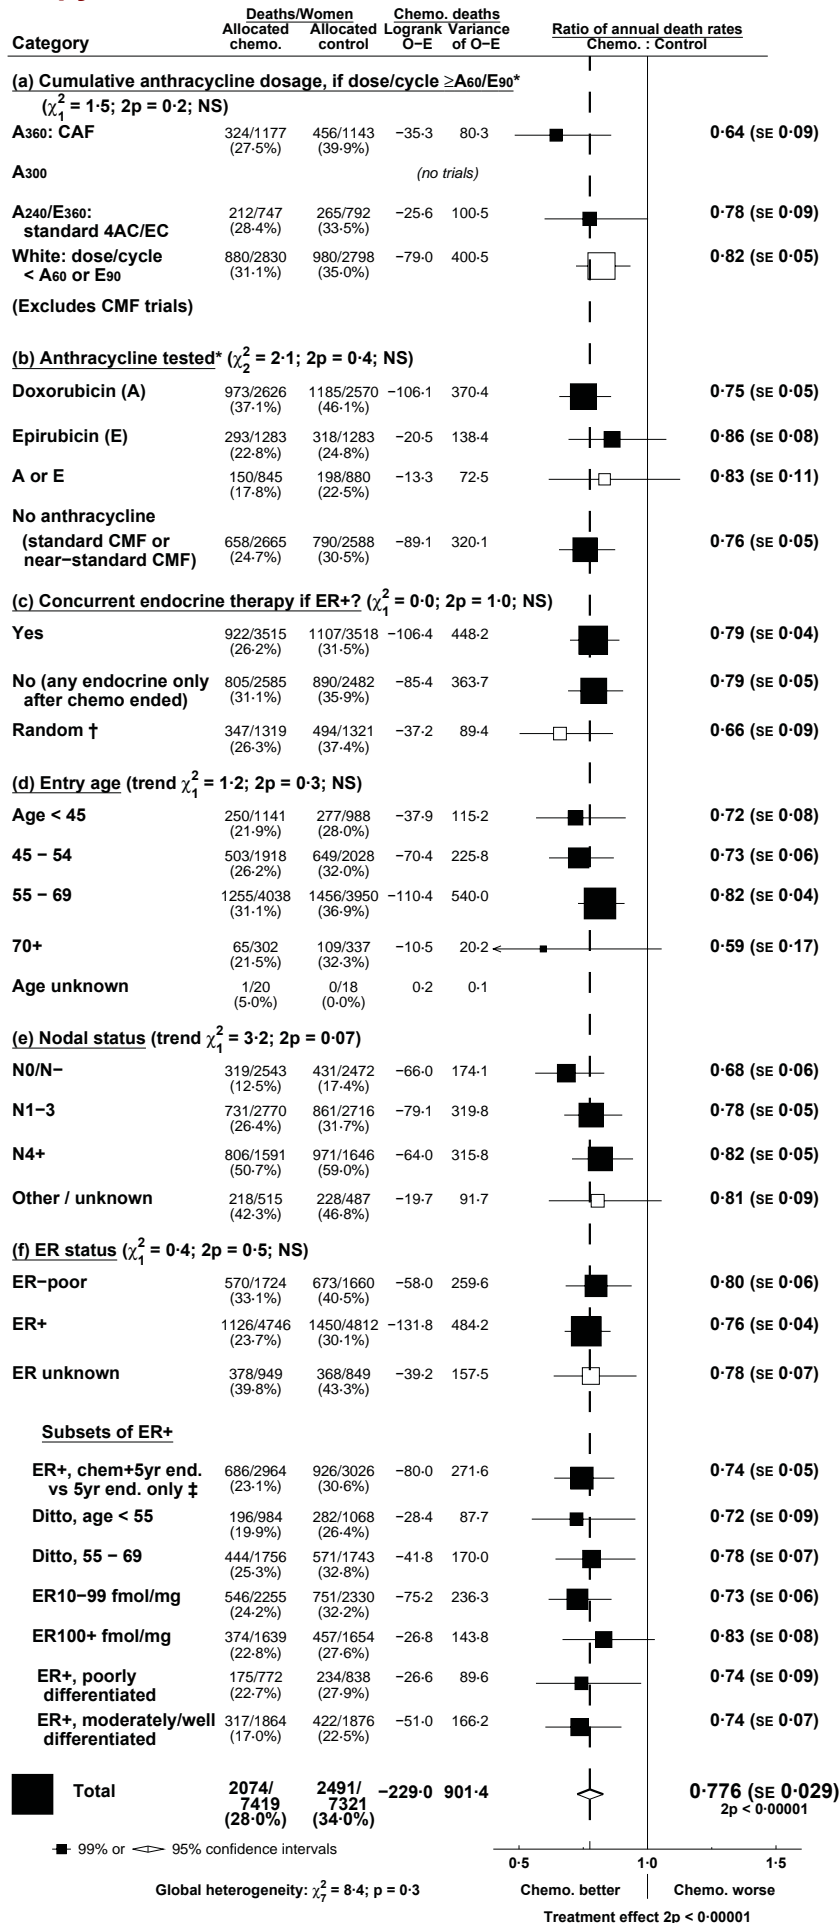 Deaths/Women Chemo. deaths
Allocated Allocated Logrank Variance Ratio of annual death rates
Category chemo. control O−E of O−E Chemo. : Control
(a) Cumulative anthracycline dosage, if dose/cycle ≥A60/E90*
(χ²₁ = 1·5; 2p = 0·2; NS)
A360: CAF 324/1177 456/1143 −35·3 80·3 0·64 (SE 0·09)
(27·5%) (39·9%)
A300 (no trials)
A240/E360: 212/747 265/792 −25·6 100·5 0·78 (SE 0·09)
standard 4AC/EC (28·4%) (33·5%)
White: dose/cycle 880/2830 980/2798 −79·0 400·5 0·82 (SE 0·05)
< A60 or E90 (31·1%) (35·0%)
(Excludes CMF trials)
(b) Anthracycline tested* (χ²₂ = 2·1; 2p = 0·4; NS)
Doxorubicin (A) 973/2626 1185/2570 −106·1 370·4 0·75 (SE 0·05)
(37·1%) (46·1%)
Epirubicin (E) 293/1283 318/1283 −20·5 138·4 0·86 (SE 0·08)
(22·8%) (24·8%)
A or E 150/845 198/880 −13·3 72·5 0·83 (SE 0·11)
(17·8%) (22·5%)
No anthracycline
(standard CMF or 658/2665 790/2588 −89·1 320·1 0·76 (SE 0·05)
near−standard CMF) (24·7%) (30·5%)
(c) Concurrent endocrine therapy if ER+? (χ²₁ = 0·0; 2p = 1·0; NS)
Yes 922/3515 1107/3518 −106·4 448·2 0·79 (SE 0·04)
(26·2%) (31·5%)
No (any endocrine only 805/2585 890/2482 −85·4 363·7 0·79 (SE 0·05)
after chemo ended) (31·1%) (35·9%)
Random † 347/1319 494/1321 −37·2 89·4 0·66 (SE 0·09)
(26·3%) (37·4%)
(d) Entry age (trend χ²₁ = 1·2; 2p = 0·3; NS)
Age < 45 250/1141 277/988 −37·9 115·2 0·72 (SE 0·08)
(21·9%) (28·0%)
45 − 54 503/1918 649/2028 −70·4 225·8 0·73 (SE 0·06)
(26·2%) (32·0%)
55 − 69 1255/4038 1456/3950 −110·4 540·0 0·82 (SE 0·04)
(31·1%) (36·9%)
70+ 65/302 109/337 −10·5 20·2 0·59 (SE 0·17)
(21·5%) (32·3%)
Age unknown 1/20 0/18 0·2 0·1
(5·0%) (0·0%)
(e) Nodal status (trend χ²₁ = 3·2; 2p = 0·07)
N0/N− 319/2543 431/2472 −66·0 174·1 0·68 (SE 0·06)
(12·5%) (17·4%)
N1−3 731/2770 861/2716 −79·1 319·8 0·78 (SE 0·05)
(26·4%) (31·7%)
N4+ 806/1591 971/1646 −64·0 315·8 0·82 (SE 0·05)
(50·7%) (59·0%)
Other / unknown 218/515 228/487 −19·7 91·7 0·81 (SE 0·09)
(42·3%) (46·8%)
(f) ER status (χ²₁ = 0·4; 2p = 0·5; NS)
ER−poor 570/1724 673/1660 −58·0 259·6 0·80 (SE 0·06)
(33·1%) (40·5%)
ER+ 1126/4746 1450/4812 −131·8 484·2 0·76 (SE 0·04)
(23·7%) (30·1%)
ER unknown 378/949 368/849 −39·2 157·5 0·78 (SE 0·07)
(39·8%) (43·3%)
Subsets of ER+
ER+, chem+5yr end. 686/2964 926/3026 −80·0 271·6 0·74 (SE 0·05)
vs 5yr end. only ‡ (23·1%) (30·6%)
Ditto, age < 55 196/984 282/1068 −28·4 87·7 0·72 (SE 0·09)
(19·9%) (26·4%)
Ditto, 55 − 69 444/1756 571/1743 −41·8 170·0 0·78 (SE 0·07)
(25·3%) (32·8%)
ER10−99 fmol/mg 546/2255 751/2330 −75·2 236·3 0·73 (SE 0·06)
(24·2%) (32·2%)
ER100+ fmol/mg 374/1639 457/1654 −26·8 143·8 0·83 (SE 0·08)
(22·8%) (27·6%)
ER+, poorly 175/772 234/838 −26·6 89·6 0·74 (SE 0·09)
differentiated (22·7%) (27·9%)
ER+, moderately/well 317/1864 422/1876 −51·0 166·2 0·74 (SE 0·07)
differentiated (17·0%) (22·5%)
Total 2074/ 2491/ −229·0 901·4 0·776 (SE 0·029)
7419 7321 2p < 0·00001
(28·0%) (34·0%)
99% or 95% confidence intervals
0·5 1·0 1·5
Global heterogeneity: χ²₇ = 8·4; p = 0·3 Chemo. better Chemo. worse
Treatment effect 2p < 0·00001